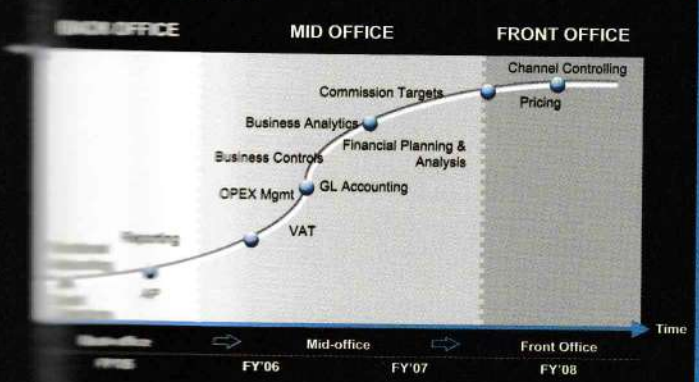 OFFICE
MID OFFICE
FRONT OFFICE
Channel Controlling
Commission Targets
Pricing
Business Analytics
Financial Planning &
Analysis
Business Controls
OPEX Mgmt
GL Accounting
VAT
Reporting
AP
Time
Mid-office
Front Office
FY'06
FY'07
FY'08